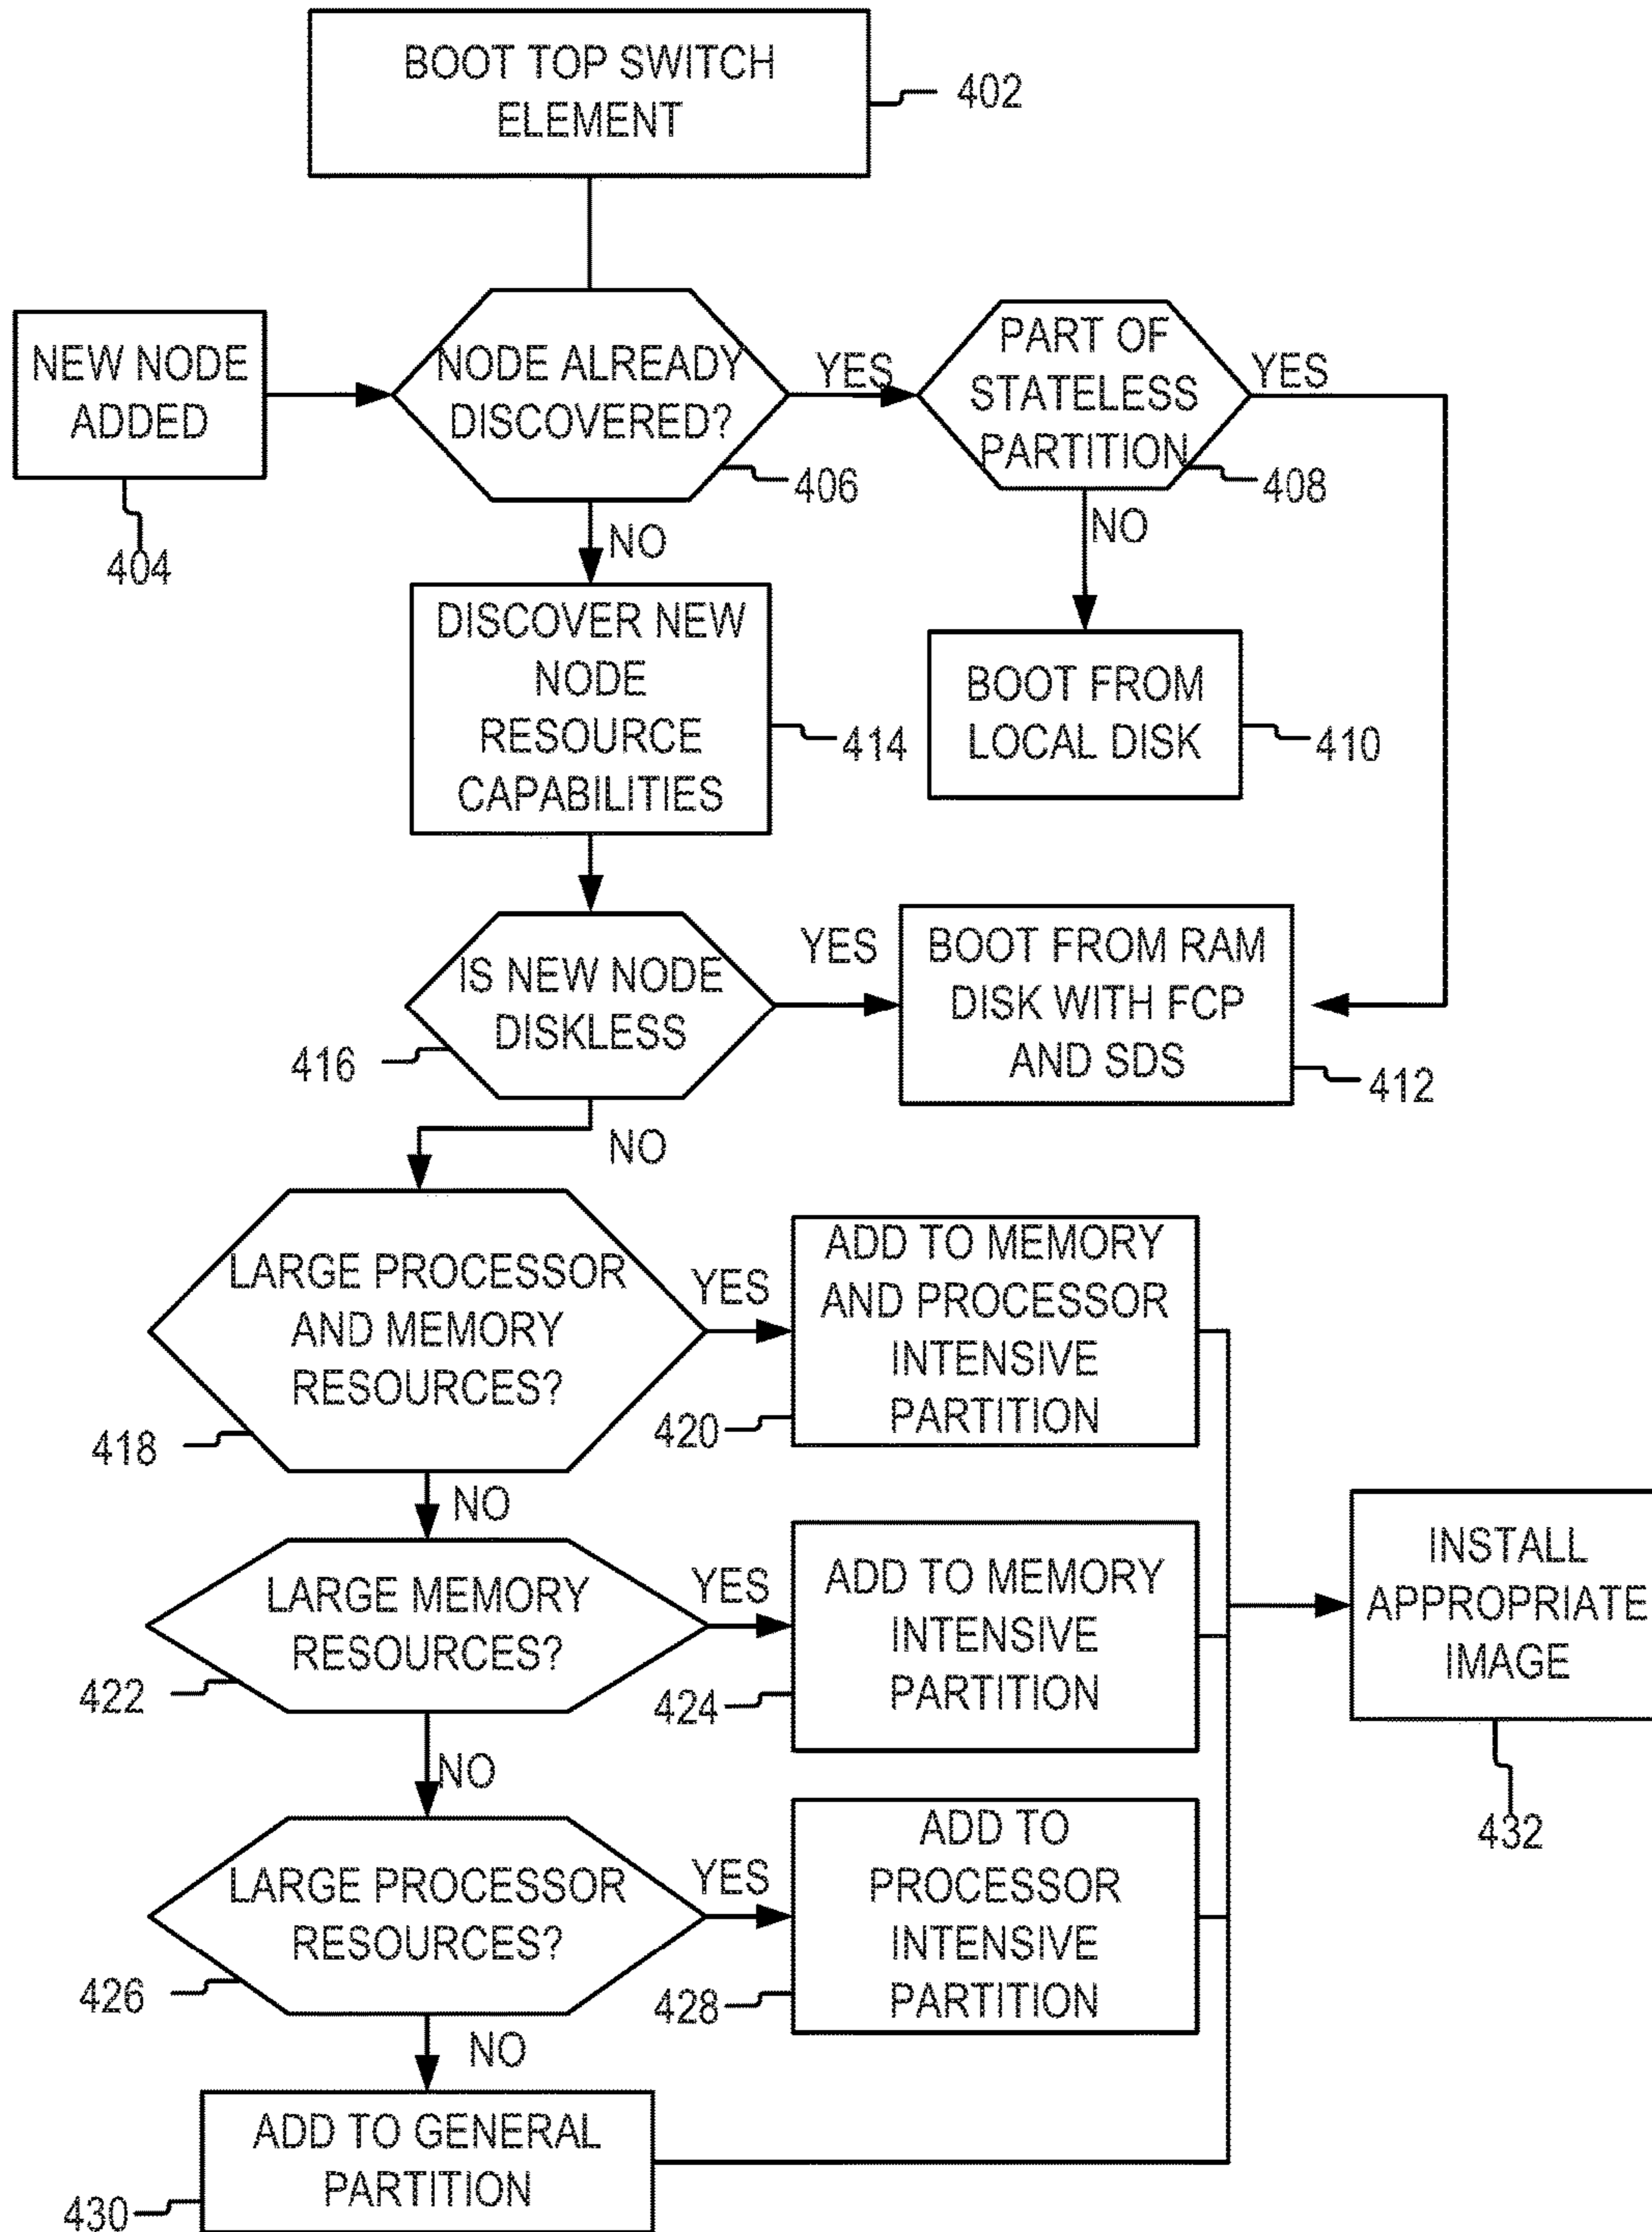 BOOT TOP SWITCH
ELEMENT
402
NEW NODE
ADDED
404
NODE ALREADY
DISCOVERED?
406
YES
PART OF
STATELESS
PARTITION
408
YES
NO
NO
DISCOVER NEW
NODE
RESOURCE
CAPABILITIES
414
BOOT FROM
LOCAL DISK
410
IS NEW NODE
DISKLESS
416
YES
BOOT FROM RAM
DISK WITH FCP
AND SDS
412
NO
LARGE PROCESSOR
AND MEMORY
RESOURCES?
418
YES
ADD TO MEMORY
AND PROCESSOR
INTENSIVE
PARTITION
420
NO
LARGE MEMORY
RESOURCES?
422
YES
ADD TO MEMORY
INTENSIVE
PARTITION
424
INSTALL
APPROPRIATE
IMAGE
432
NO
LARGE PROCESSOR
RESOURCES?
426
YES
ADD TO
PROCESSOR
INTENSIVE
PARTITION
428
NO
ADD TO GENERAL
PARTITION
430